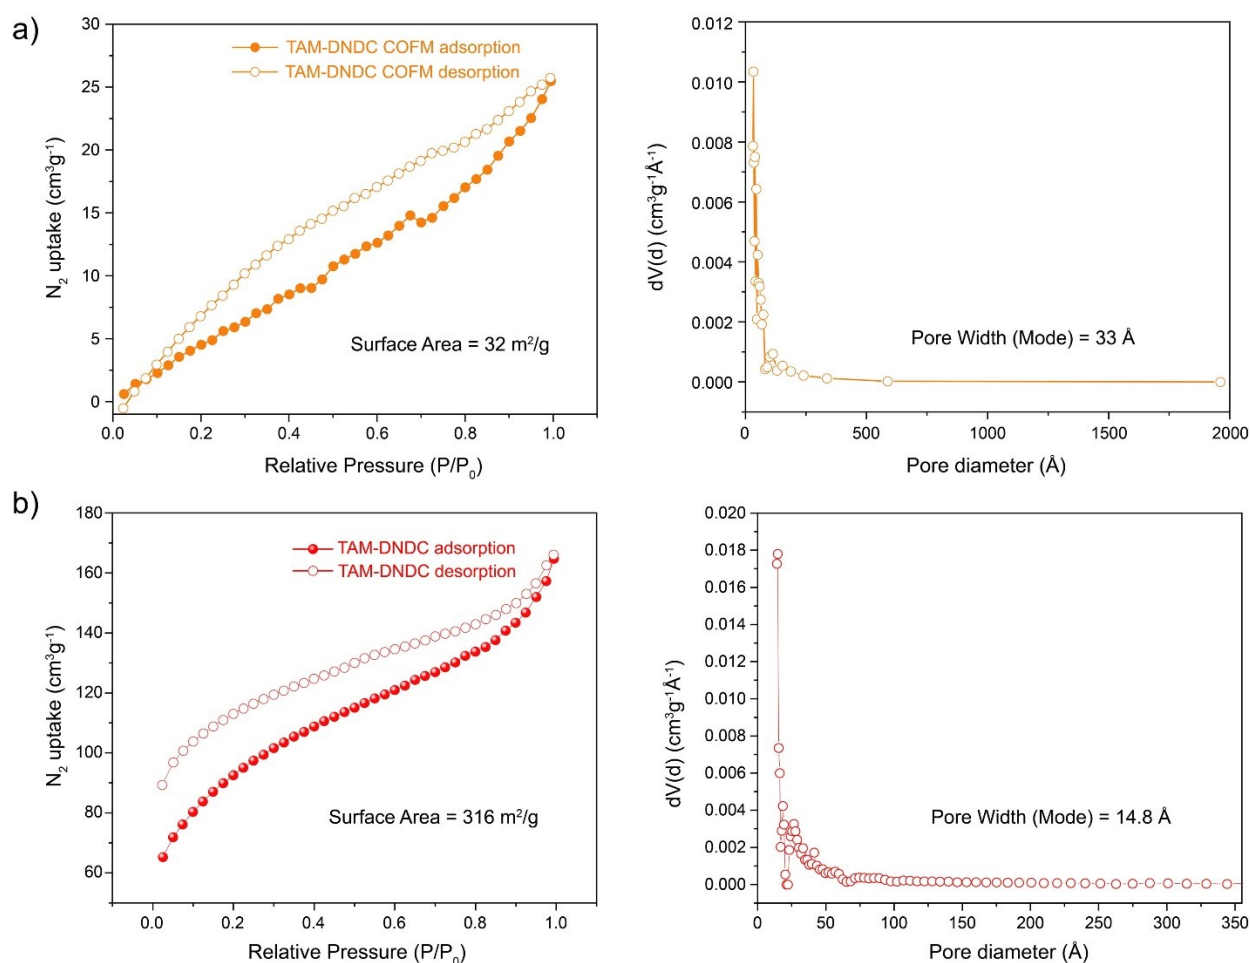 a)
30
25
20
15
10
5
0
N₂ uptake (cm³g⁻¹)
TAM-DNDC COFM adsorption
TAM-DNDC COFM desorption
Surface Area = 32 m²/g
0.0 0.2 0.4 0.6 0.8 1.0
Relative Pressure (P/P₀)
0.012
0.010
0.008
0.006
0.004
0.002
0.000
dV(d) (cm³g⁻¹Å⁻¹)
Pore Width (Mode) = 33 Å
0 500 1000 1500 2000
Pore diameter (Å)
b)
180
160
140
120
100
80
60
N₂ uptake (cm³g⁻¹)
TAM-DNDC adsorption
TAM-DNDC desorption
Surface Area = 316 m²/g
0.0 0.2 0.4 0.6 0.8 1.0
Relative Pressure (P/P₀)
0.020
0.018
0.016
0.014
0.012
0.010
0.008
0.006
0.004
0.002
0.000
dV(d) (cm³g⁻¹Å⁻¹)
Pore Width (Mode) = 14.8 Å
0 50 100 150 200 250 300 350
Pore diameter (Å)